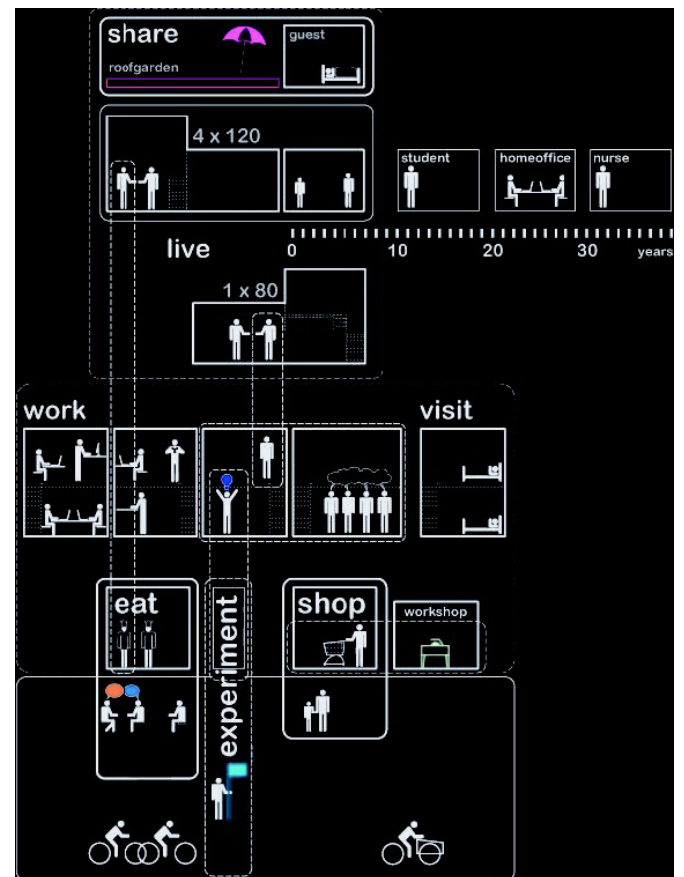 share
guest
roofgarden
4 x 120
student
homeoffice
nurse
live
0
10
20
30
years
1 x 80
work
visit
eat
experiment
shop
workshop